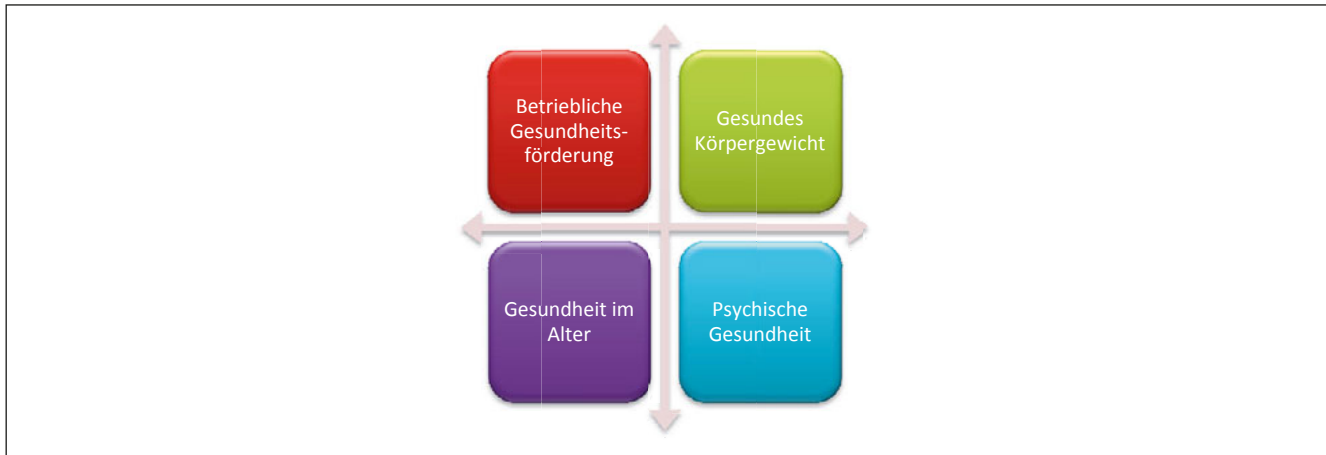 Betriebliche
Gesundheits-
förderung
Gesundes
Körpergewicht
Gesundheit im
Alter
Psychische
Gesundheit